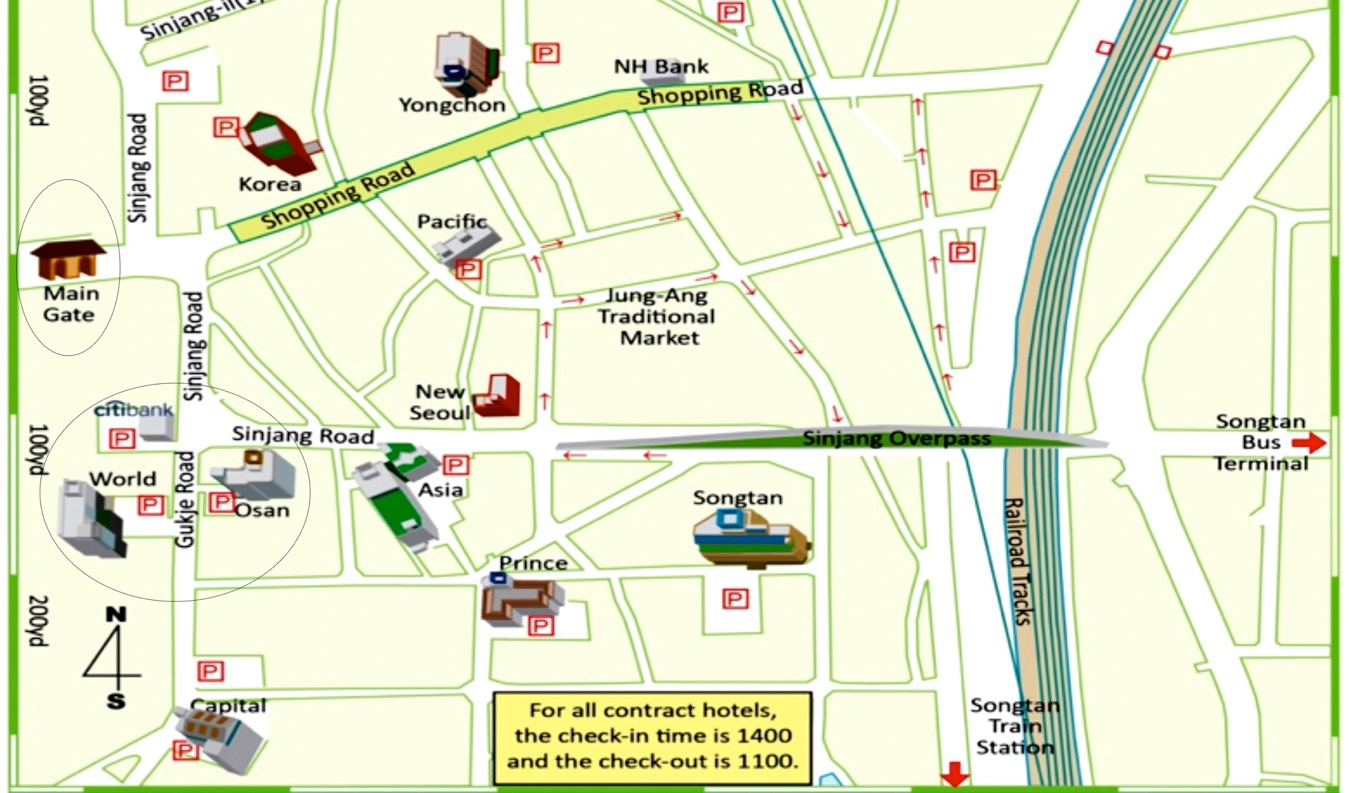 Sinjang-il(1)
P
P
NH Bank
Shopping Road
Yongchon
100yd
P
Sinjang Road
P
Korea
Shopping Road
P
Pacific
P
P
Main
Gate
Jung-Ang
Traditional
Market
Sinjang Road
New
Seoul
citibank
P
Sinjang Road
Sinjang Overpass
Songtan
Bus
Terminal
100yd
World
P
Gukje Road
P
Osan
P
Asia
Songtan
Railroad Tracks
Prince
P
P
200yd
N
S
P
Capital
P
For all contract hotels,
the check-in time is 1400
and the check-out is 1100.
Songtan
Train
Station